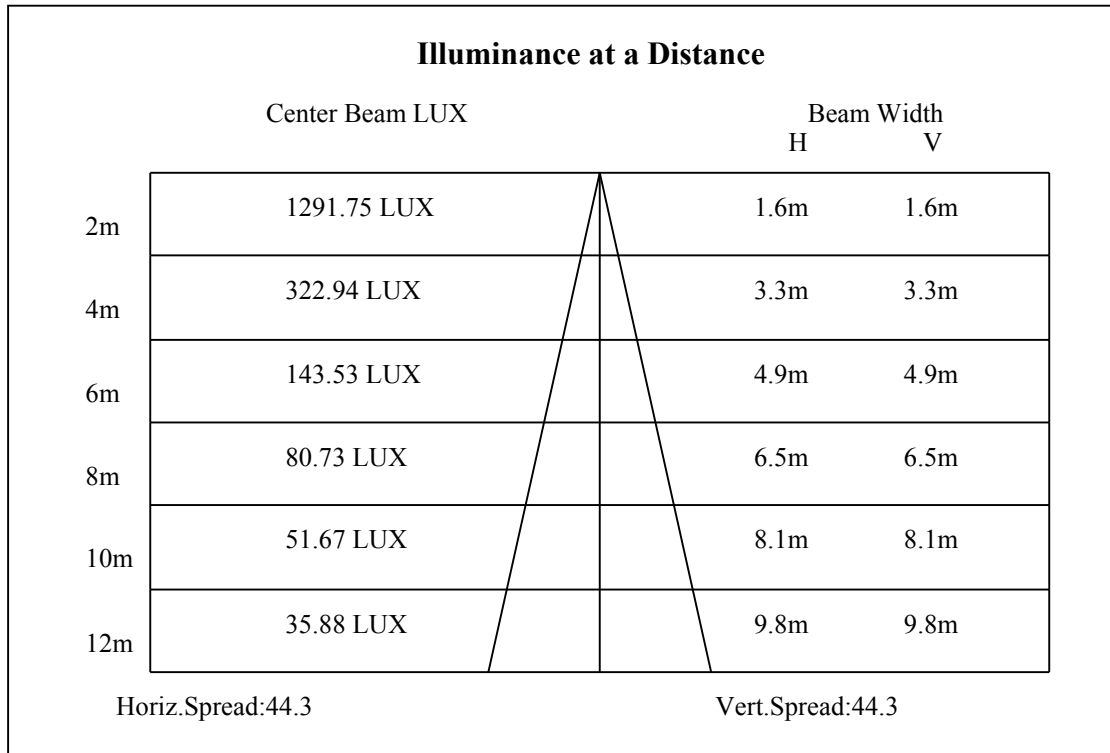 Illuminance at a Distance
Center Beam LUX Beam Width
H V
2m 1291.75 LUX 1.6m 1.6m
4m 322.94 LUX 3.3m 3.3m
6m 143.53 LUX 4.9m 4.9m
8m 80.73 LUX 6.5m 6.5m
10m 51.67 LUX 8.1m 8.1m
12m 35.88 LUX 9.8m 9.8m
Horiz.Spread:44.3 Vert.Spread:44.3